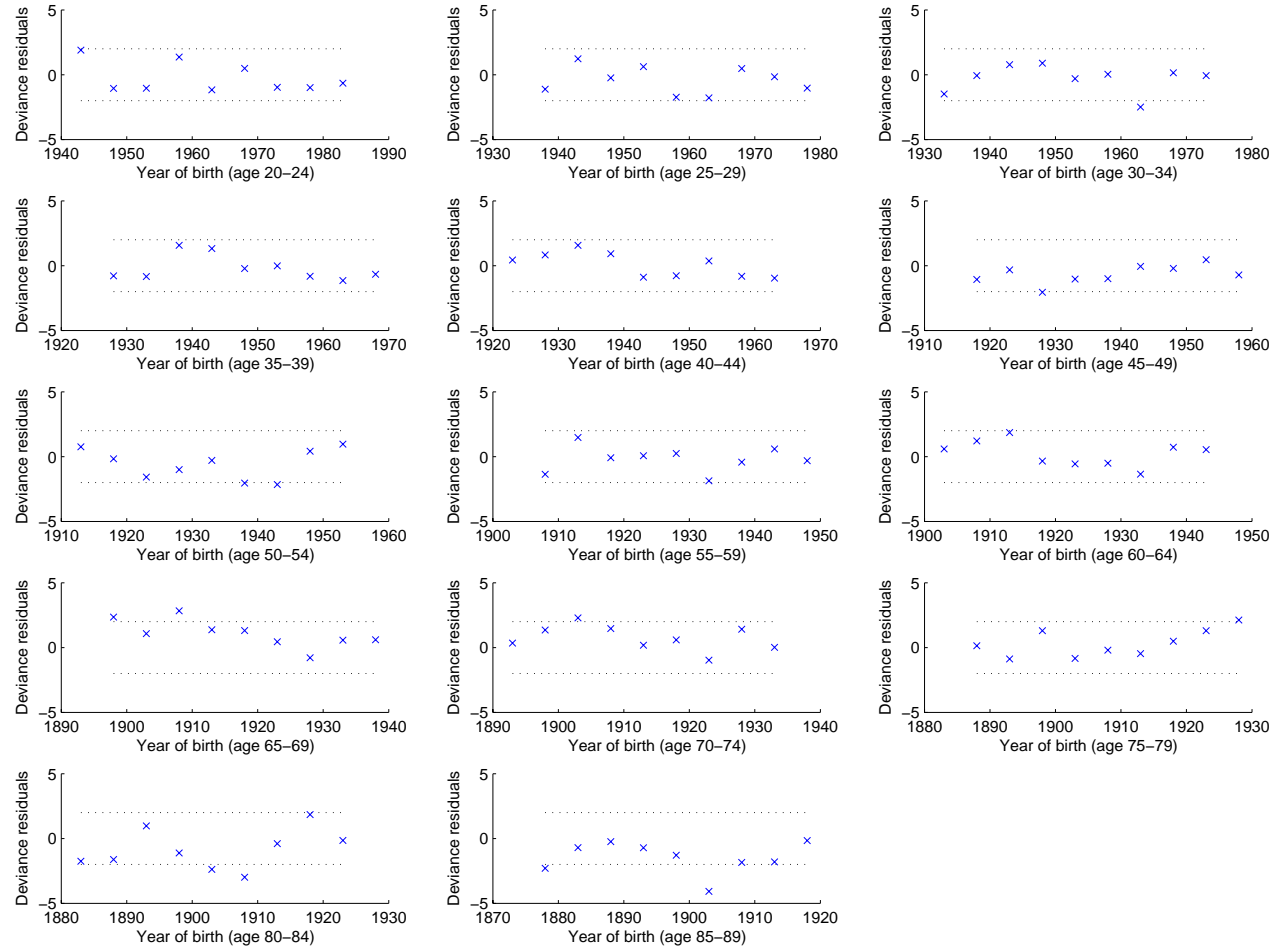 5
0
−5
Deviance residuals
1940 1950 1960 1970 1980 1990
Year of birth (age 20−24)
5
0
−5
Deviance residuals
1930 1940 1950 1960 1970 1980
Year of birth (age 25−29)
5
0
−5
Deviance residuals
1930 1940 1950 1960 1970 1980
Year of birth (age 30−34)
5
0
−5
Deviance residuals
1920 1930 1940 1950 1960 1970
Year of birth (age 35−39)
5
0
−5
Deviance residuals
1920 1930 1940 1950 1960 1970
Year of birth (age 40−44)
5
0
−5
Deviance residuals
1910 1920 1930 1940 1950 1960
Year of birth (age 45−49)
5
0
−5
Deviance residuals
1910 1920 1930 1940 1950 1960
Year of birth (age 50−54)
5
0
−5
Deviance residuals
1900 1910 1920 1930 1940 1950
Year of birth (age 55−59)
5
0
−5
Deviance residuals
1900 1910 1920 1930 1940 1950
Year of birth (age 60−64)
5
0
−5
Deviance residuals
1890 1900 1910 1920 1930 1940
Year of birth (age 65−69)
5
0
−5
Deviance residuals
1890 1900 1910 1920 1930 1940
Year of birth (age 70−74)
5
0
−5
Deviance residuals
1880 1890 1900 1910 1920 1930
Year of birth (age 75−79)
5
0
−5
Deviance residuals
1880 1890 1900 1910 1920 1930
Year of birth (age 80−84)
5
0
−5
Deviance residuals
1870 1880 1890 1900 1910 1920
Year of birth (age 85−89)